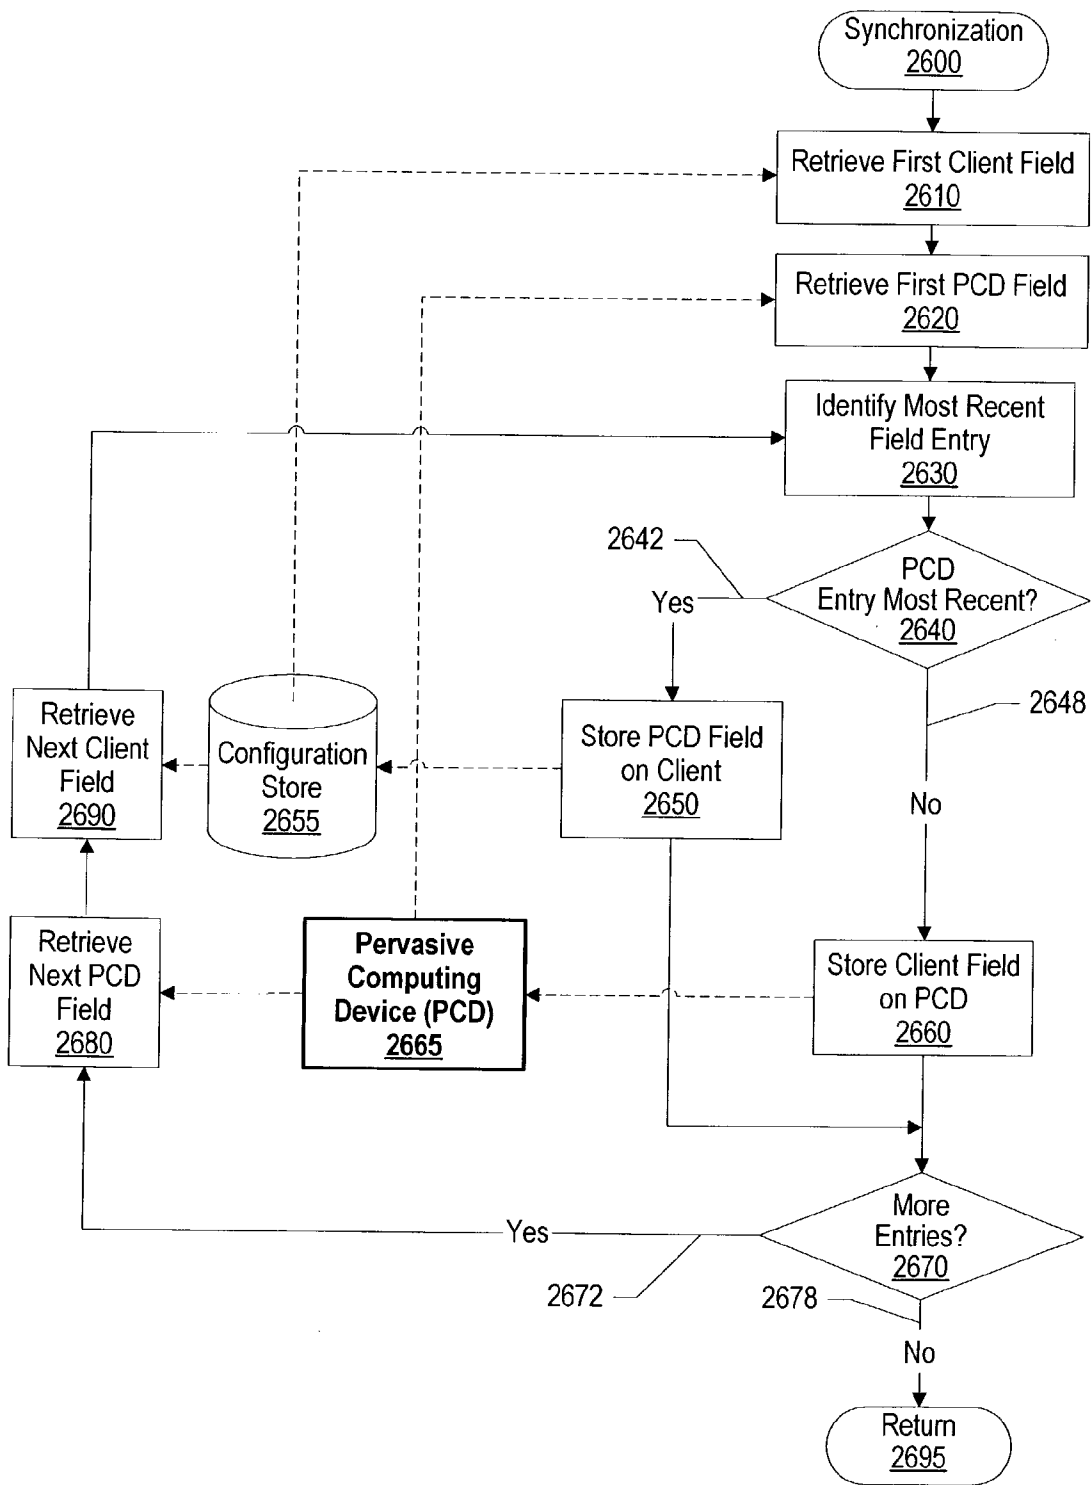 Synchronization
2600
Retrieve First Client Field
2610
Retrieve First PCD Field
2620
Identify Most Recent
Field Entry
2630
2642
PCD
Entry Most Recent?
2640
Yes
2648
Retrieve
Next Client
Field
2690
Configuration
Store
2655
Store PCD Field
on Client
2650
No
Retrieve
Next PCD
Field
2680
Pervasive
Computing
Device (PCD)
2665
Store Client Field
on PCD
2660
More
Entries?
2670
Yes
2672
2678
No
Return
2695